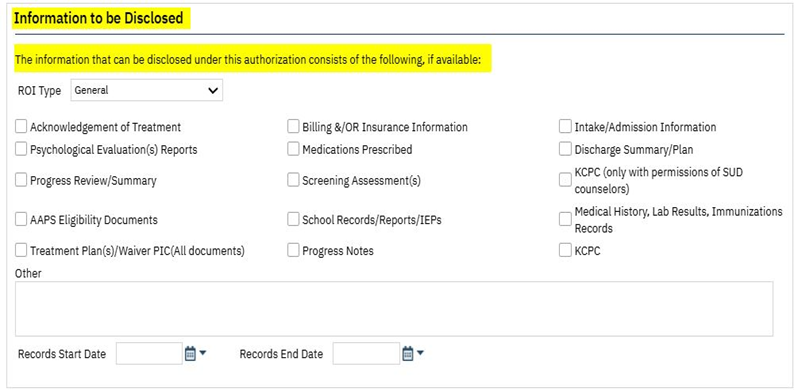 Information to be Disclosed
The information that can be disclosed under this authorization consists of the following, if available:
ROI Type General
Acknowledgement of Treatment Billing &/OR Insurance Information Intake/Admission Information
Psychological Evaluation(s) Reports Medications Prescribed Discharge Summary/Plan
Progress Review/Summary Screening Assessment(s) KCPC (only with permissions of SUD
counselors)
AAPS Eligibility Documents School Records/Reports/IEPs Medical History, Lab Results, Immunizations
Records
Treatment Plan(s)/Waiver PIC(All documents) Progress Notes KCPC
Other
Records Start Date Records End Date